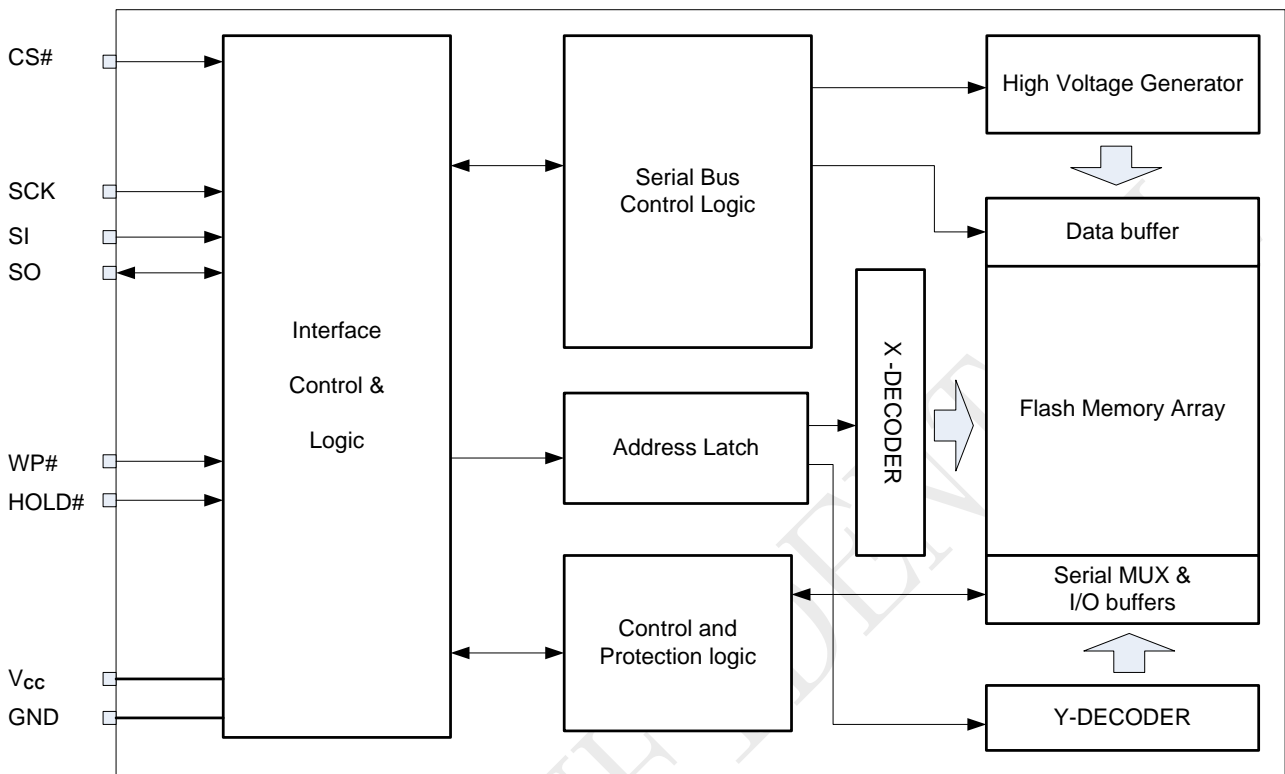 CS#
SCK
SI
SO
WP#
HOLD#
Vcc
GND
Interface
Control &
Logic
Serial Bus
Control Logic
Address Latch
Control and
Protection logic
X-DECODER
High Voltage Generator
Data buffer
Flash Memory Array
Serial MUX &
I/O buffers
Y-DECODER